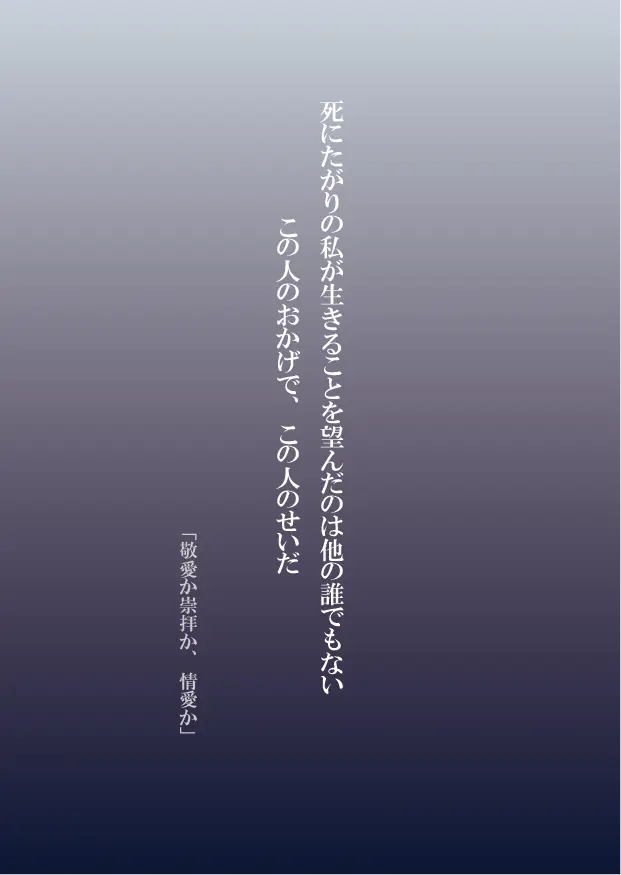 死にたがりの私が生きることを望んだのは他の誰でもない
この人のおかげで、この人のせいだ
「敬愛か崇拝か、情愛か」